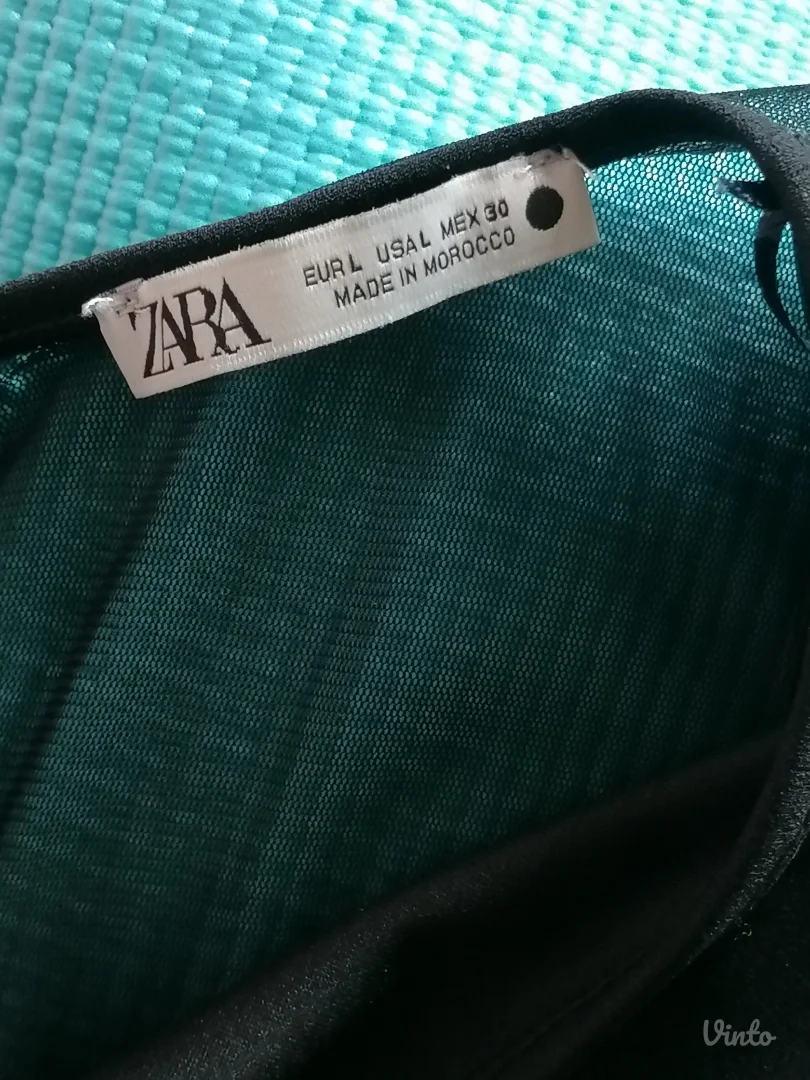 ZARA
EUR L USA L MEX 30
MADE IN MOROCCO
Vinto